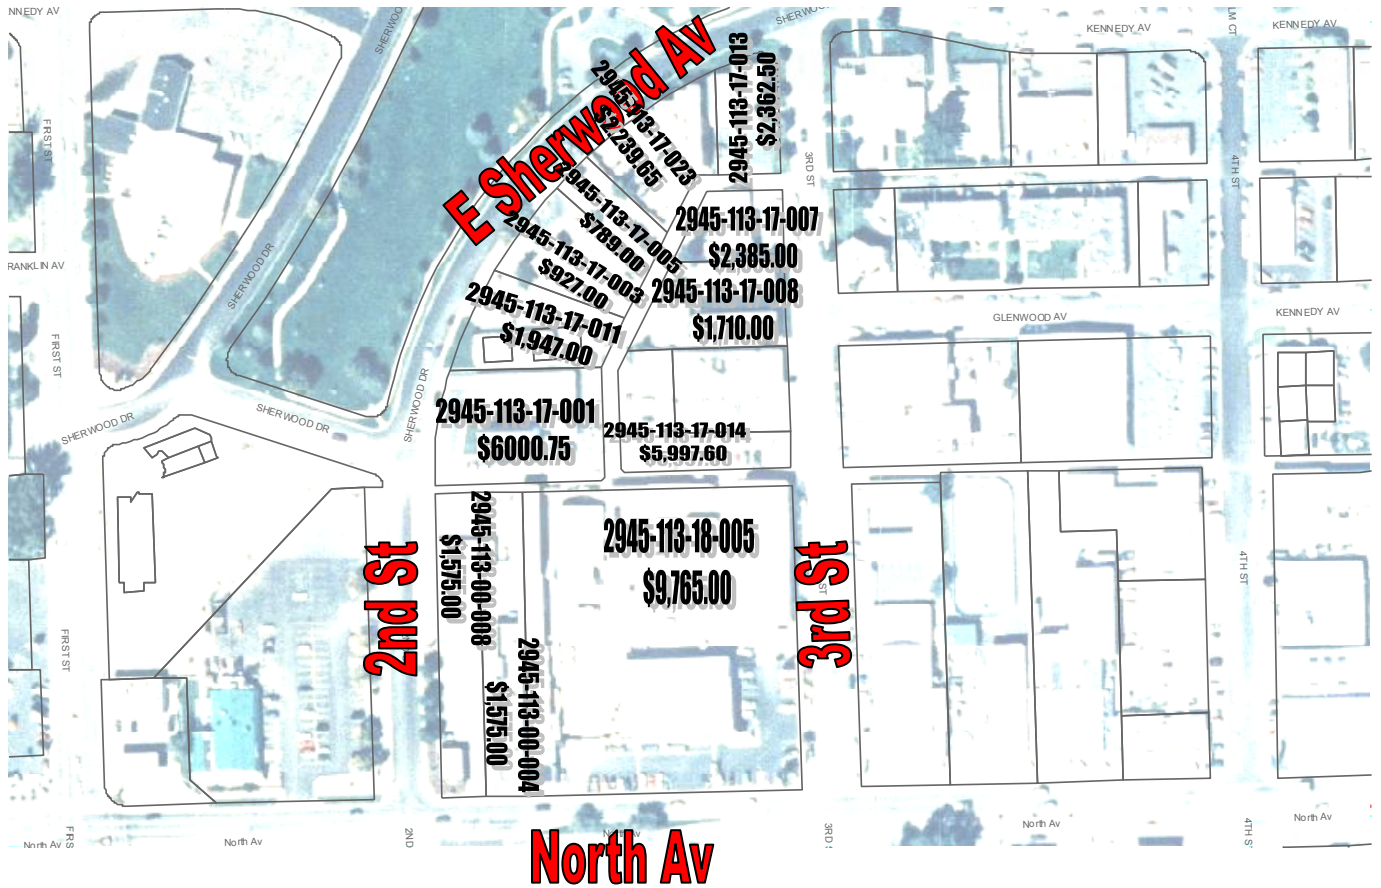 NNEDY AV
SHERWOOD
SHERWOOD
KENNEDY AV
LM CT
KENNEDY AV
E Sherwood Av
2945-113-17-013
$2,362.50
2945-113-17-023
$2,239.65
FIRST ST
3RD ST
4TH ST
2945-113-17-005
$789.00
2945-113-17-007
$2,385.00
2945-113-17-003
$927.00
RANKLIN AV
SHERWOOD DR
2945-113-17-008
$1,710.00
2945-113-17-011
$1,947.00
GLENWOOD AV
KENNEDY AV
FIRST ST
SHERWOOD DR
SHERWOOD DR
SHERWOOD DR
2945-113-17-001
$6000.75
2945-113-17-014
$5,997.60
2945-113-00-008
$1,575.00
2945-113-18-005
$9,765.00
2nd St
3rd St
ST
4TH ST
FIRST ST
2945-113-00-004
$1,575.00
FRS
North Av
North Av
2ND
North Av
3RD S
North Av
4TH S
North Av
North Av